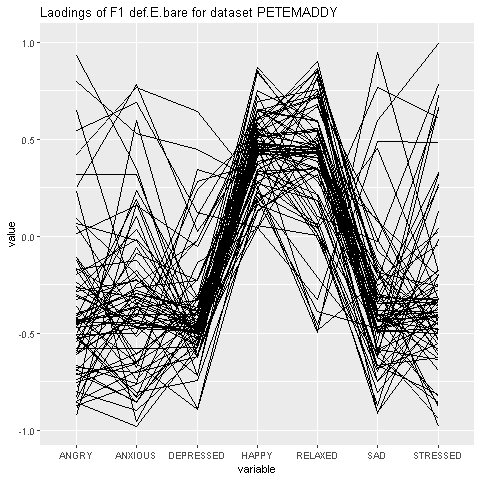 Laodings of F1 def.E.bare for dataset PETEMADDY
1.0
0.5
0.0
-0.5
-1.0
value
ANGRY ANXIOUS DEPRESSED HAPPY RELAXED SAD STRESSED
variable